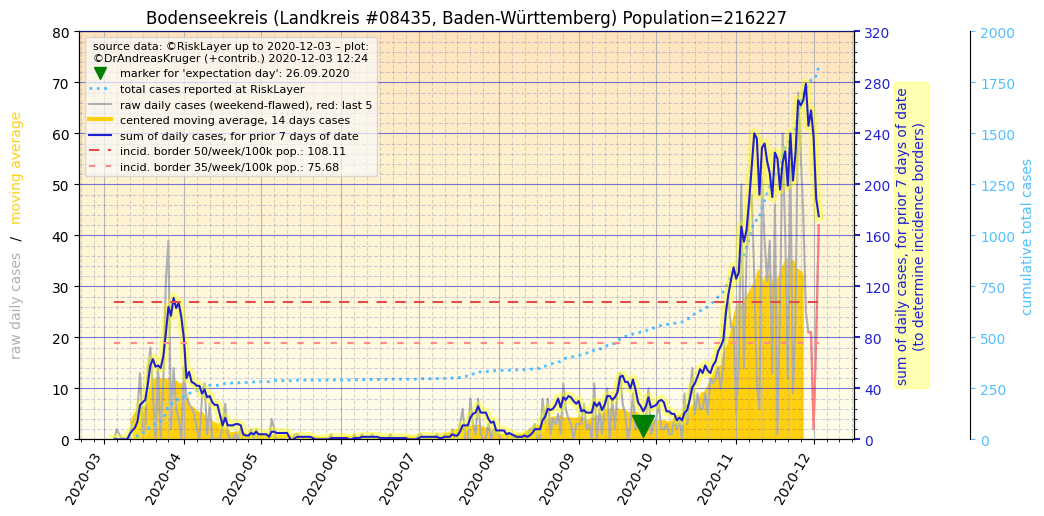 Bodenseekreis (Landkreis #08435, Baden-Württemberg) Population=216227
source data: ©RiskLayer up to 2020-12-03 – plot:
©DrAndreasKruger (+contrib.) 2020-12-03 12:24
marker for 'expectation day': 26.09.2020
total cases reported at RiskLayer
raw daily cases (weekend-flawed), red: last 5
centered moving average, 14 days cases
sum of daily cases, for prior 7 days of date
incid. border 50/week/100k pop.: 108.11
incid. border 35/week/100k pop.: 75.68
raw daily cases / moving average
80
70
60
50
40
30
20
10
0
2020-03
2020-04
2020-05
2020-06
2020-07
2020-08
2020-09
2020-10
2020-11
2020-12
320
280
240
200
160
120
80
40
0
sum of daily cases, for prior 7 days of date
(to determine incidence borders)
2000
1750
1500
1250
1000
750
500
250
0
cumulative total cases